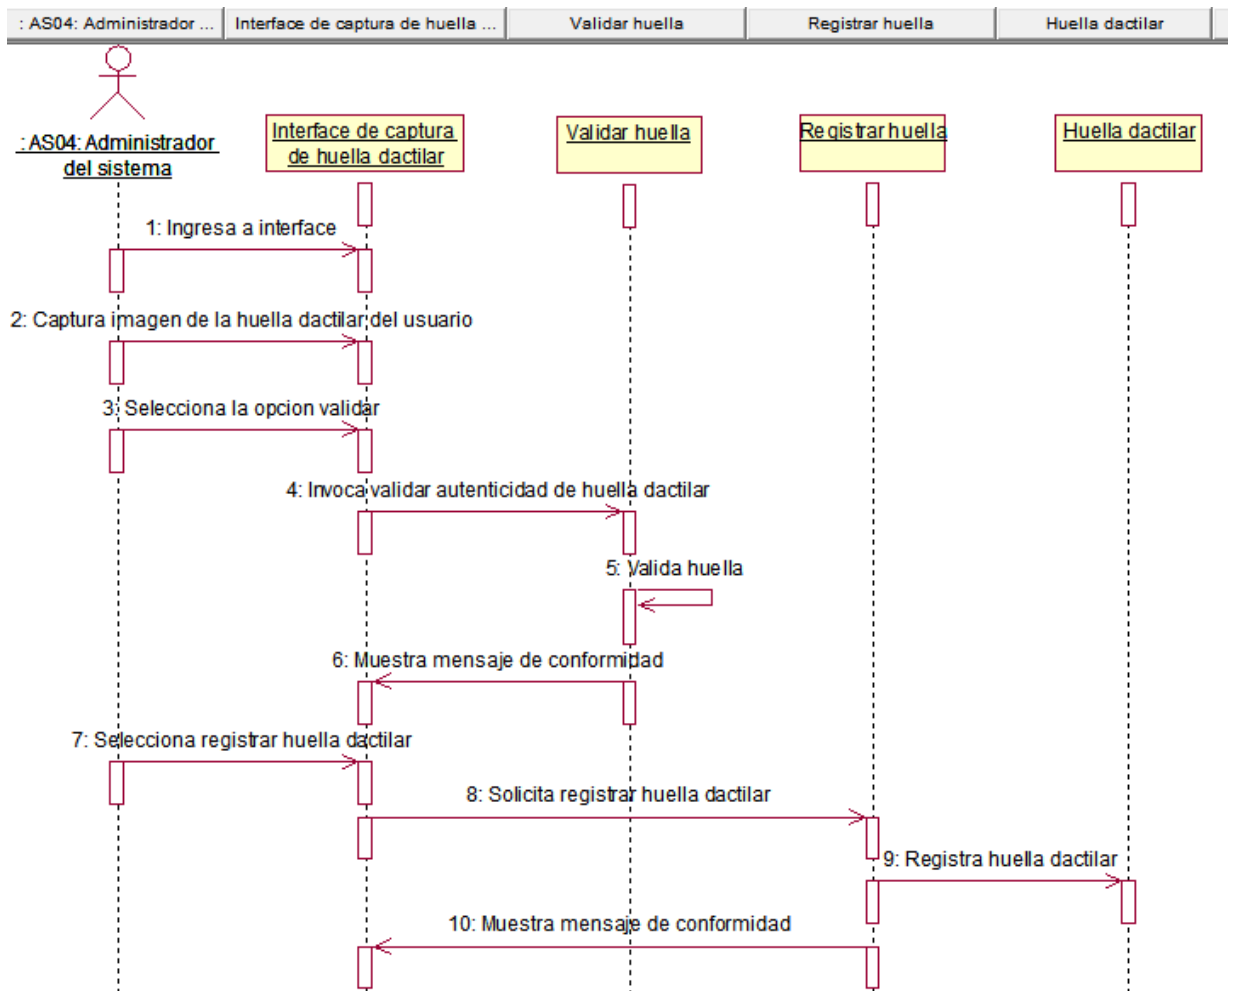 : AS04: Administrador ...
Interface de captura de huella ...
Validar huella
Registrar huella
Huella dactilar
: AS04: Administrador
del sistema
Interface de captura
de huella dactilar
Validar huella
Registrar huella
Huella dactilar
1: Ingresa a interface
2: Captura imagen de la huella dactilar del usuario
3: Selecciona la opcion validar
4: Invoca validar autenticidad de huella dactilar
5: Valida huella
6: Muestra mensaje de conformidad
7: Selecciona registrar huella dactilar
8: Solicita registrar huella dactilar
9: Registra huella dactilar
10: Muestra mensaje de conformidad